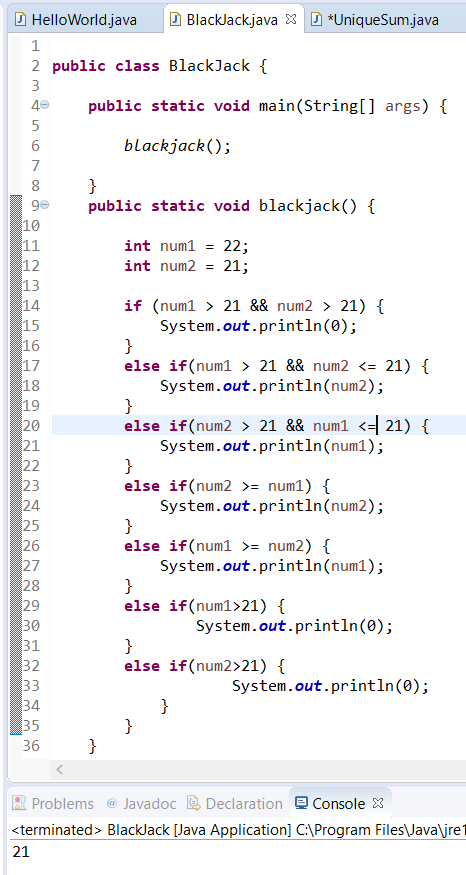 HelloWorld.java BlackJack.java *UniqueSum.java
1
2 public class BlackJack {
3
4 public static void main(String[] args) {
5
6 blackjack();
7
8 }
9 public static void blackjack() {
10
11 int num1 = 22;
12 int num2 = 21;
13
14 if (num1 > 21 && num2 > 21) {
15 System.out.println(0);
16 }
17 else if(num1 > 21 && num2 <= 21) {
18 System.out.println(num2);
19 }
20 else if(num2 > 21 && num1 <= 21) {
21 System.out.println(num1);
22 }
23 else if(num2 >= num1) {
24 System.out.println(num2);
25 }
26 else if(num1 >= num2) {
27 System.out.println(num1);
28 }
29 else if(num1>21) {
30 System.out.println(0);
31 }
32 else if(num2>21) {
33 System.out.println(0);
34 }
35 }
36 }
Problems @ Javadoc Declaration Console
<terminated> BlackJack [Java Application] C:\Program Files\Java\jre1
21